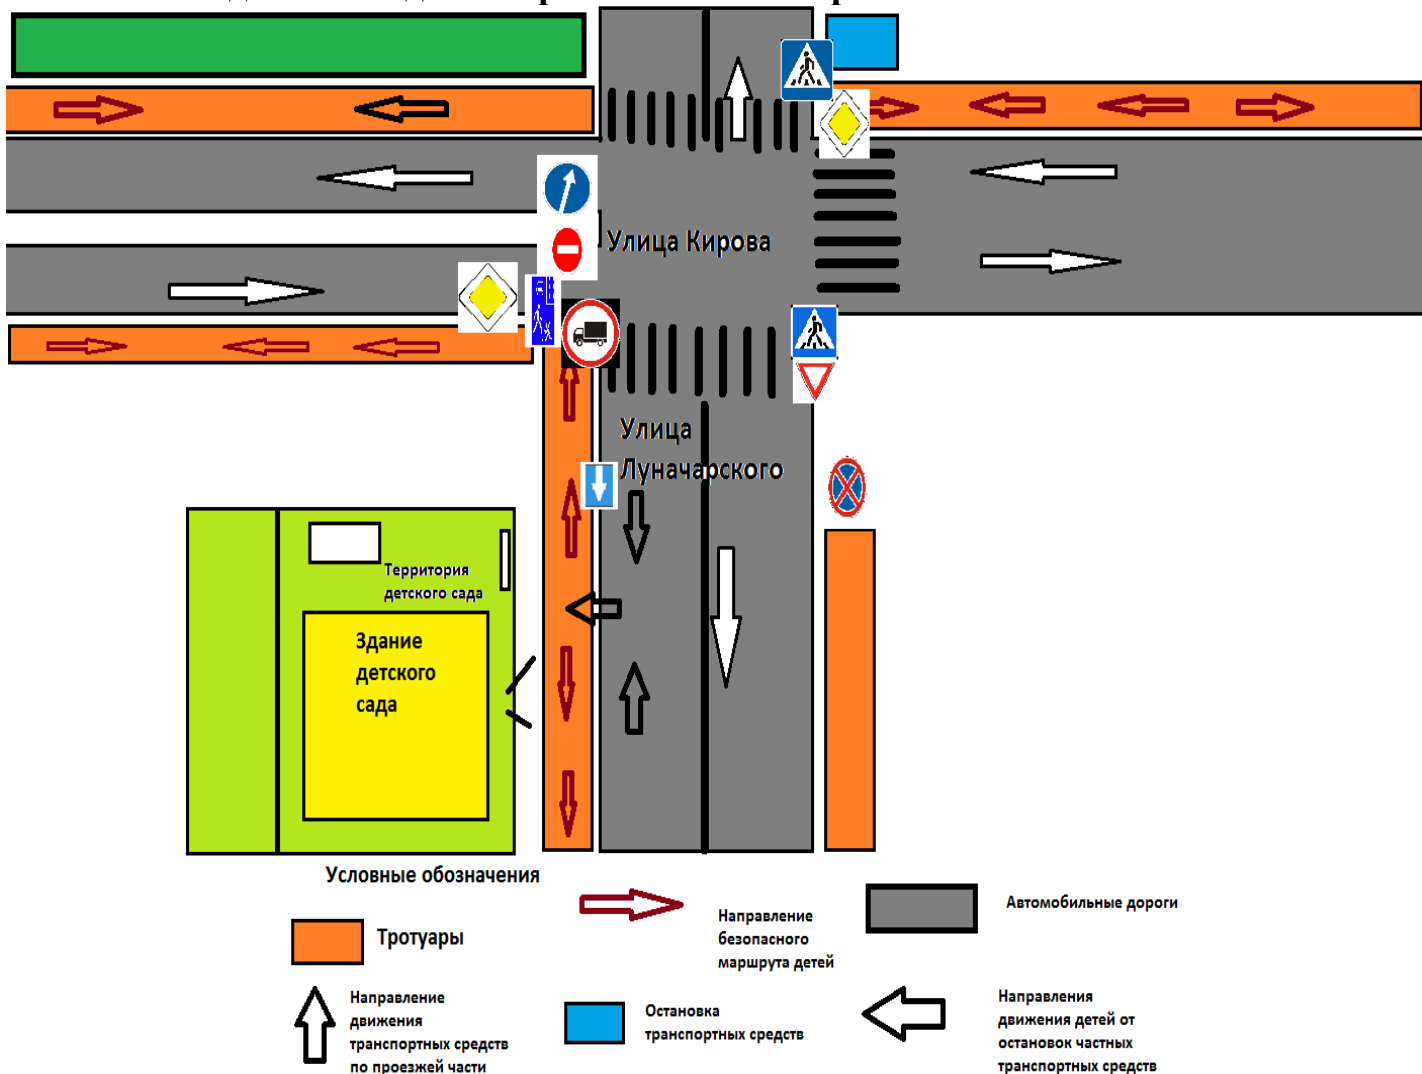 Улица Кирова
Улица
Луначарского
Территория
детского сада
Здание
детского
сада
Условные обозначения
Тротуары
Направление
безопасного
маршрута детей
Автомобильные дороги
Направление
движения
транспортных средств
по проезжей части
Остановка
транспортных средств
Направления
движения детей от
остановок частных
транспортных средств